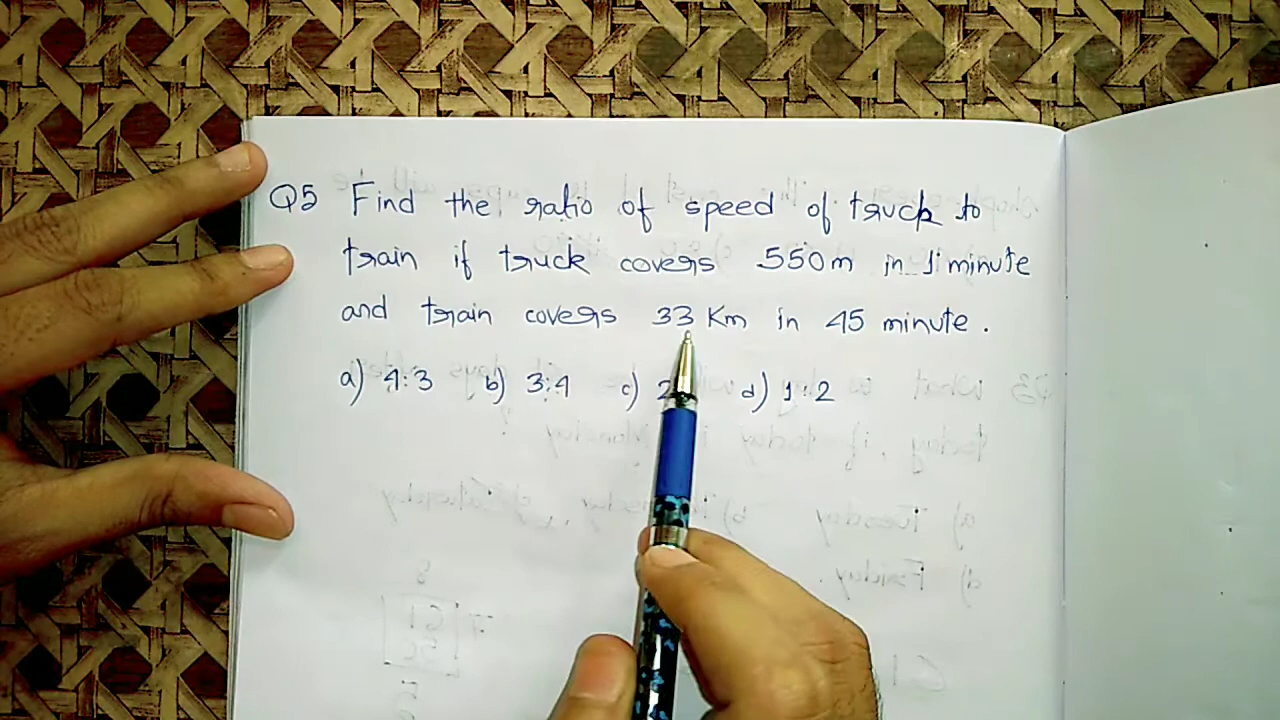 Q5 Find the ratio of speed of truck to
train if truck covers 550m in 1 minute
and train covers 33 Km in 45 minute.
a) 4:3 b) 3:4 c) 2 d) 1:2